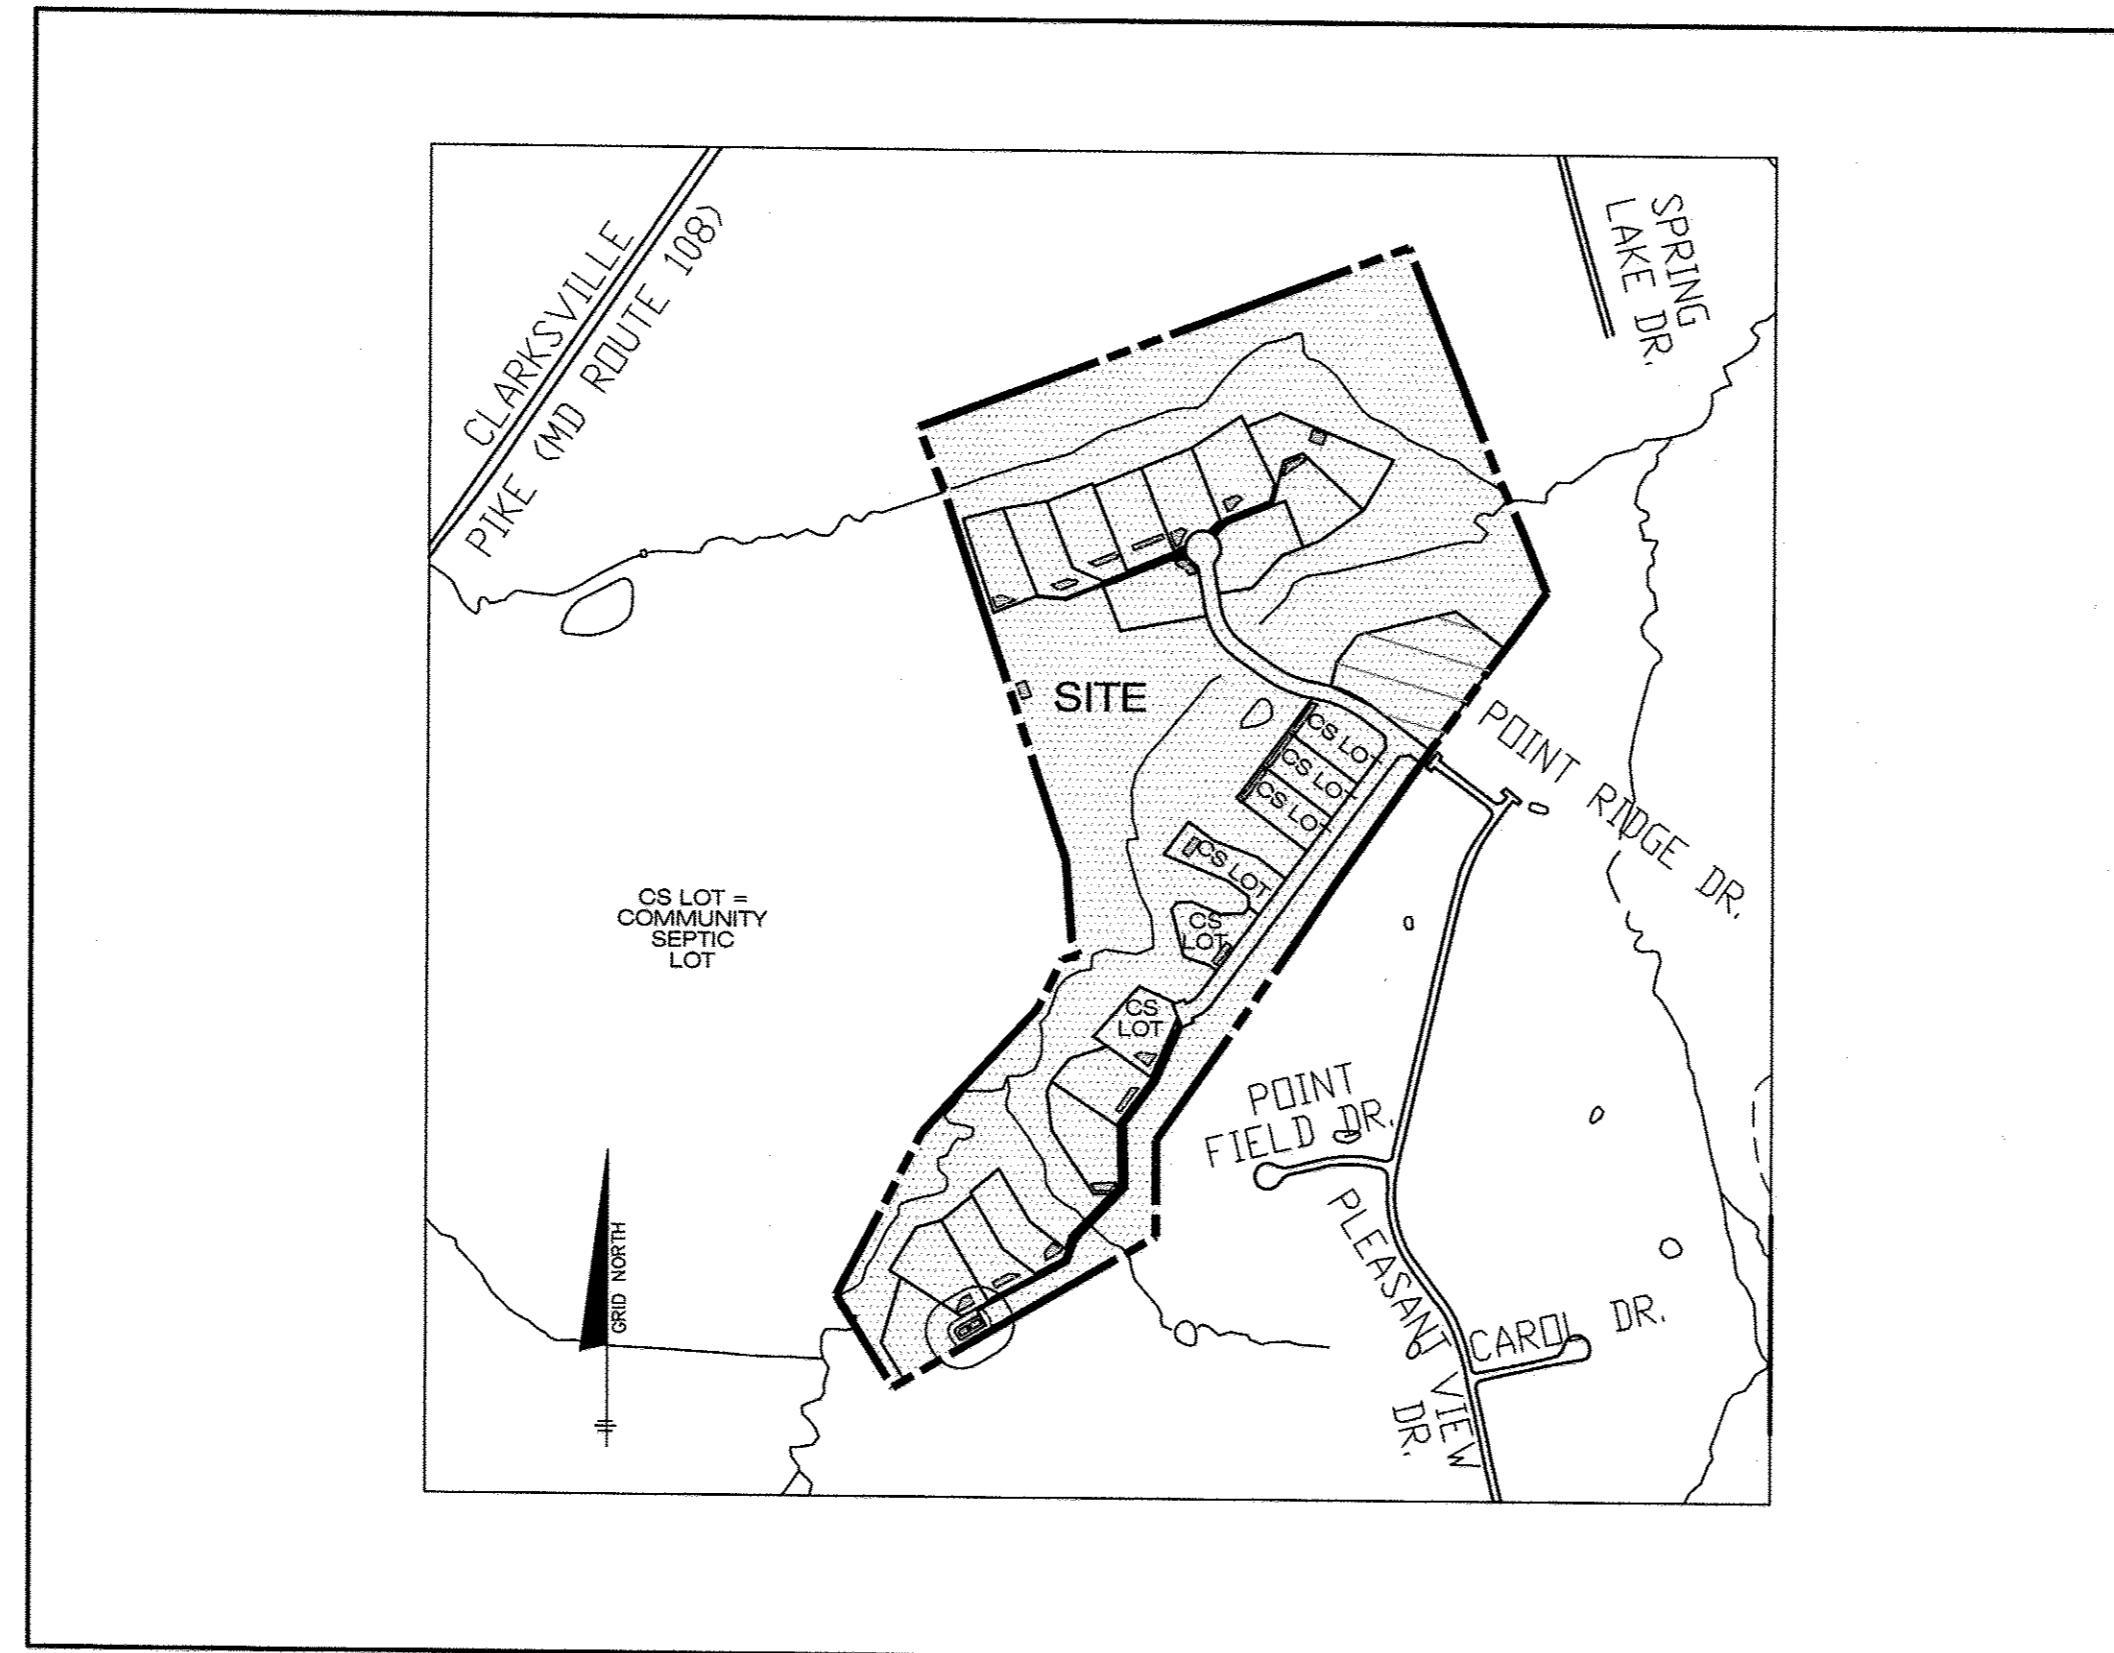 CLARKSVILLE
PIKE (MD ROUTE 108)
SPRING
LAKE DR.
SITE
POINT RIDGE DR.
CS LOT
CS LOT
CS LOT
CS LOT
CS
LOT
CS
LOT
CS LOT =
COMMUNITY
SEPTIC
LOT
POINT
FIELD DR.
PLEASANT VIEW
DR.
CAROL DR.
GRID NORTH